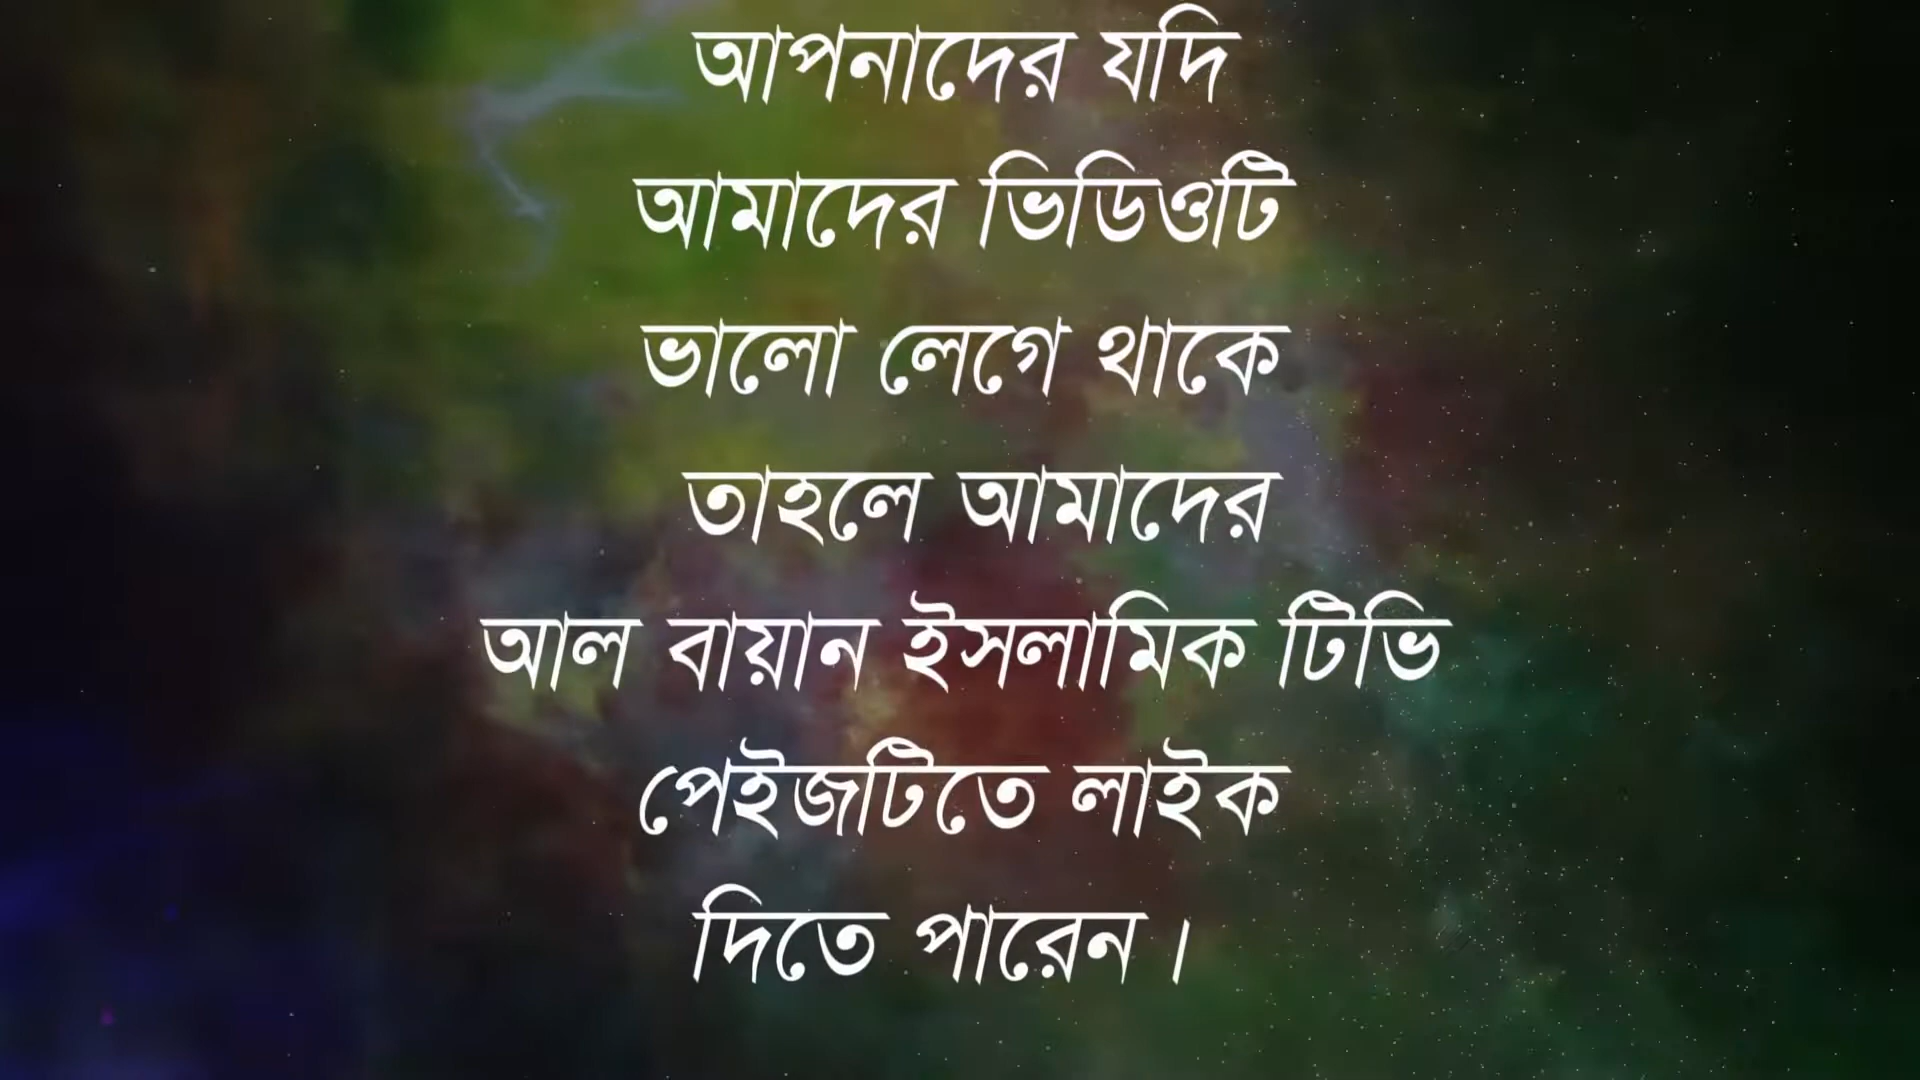 আপনাদের যদি
আমাদের ভিডিওটি
ভালো লেগে থাকে
তাহলে আমাদের
আল বায়ান ইসলামিক টিভি
পেইজটিতে লাইক
দিতে পারেন।